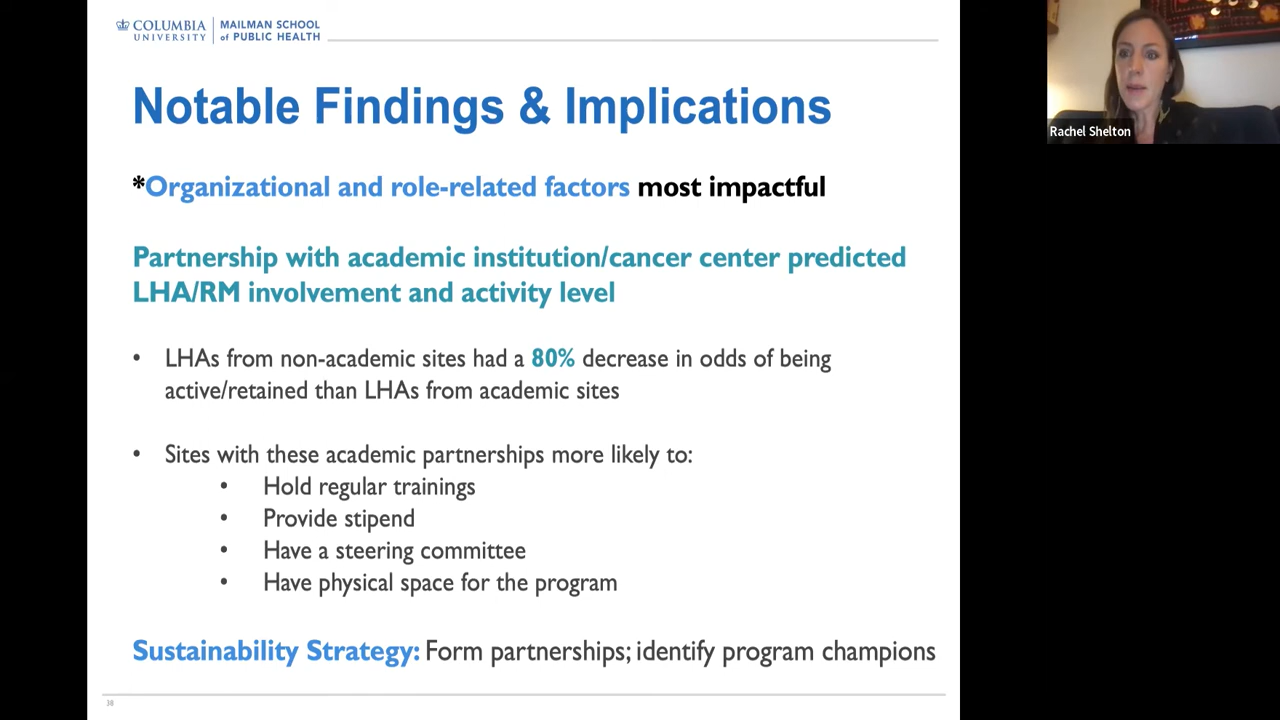 COLUMBIA
UNIVERSITY
MAILMAN SCHOOL
of PUBLIC HEALTH
Notable Findings & Implications
*Organizational and role-related factors most impactful
Partnership with academic institution/cancer center predicted
LHA/RM involvement and activity level
• LHAs from non-academic sites had a 80% decrease in odds of being
active/retained than LHAs from academic sites
• Sites with these academic partnerships more likely to:
• Hold regular trainings
• Provide stipend
• Have a steering committee
• Have physical space for the program
Sustainability Strategy: Form partnerships; identify program champions
Rachel Shelton